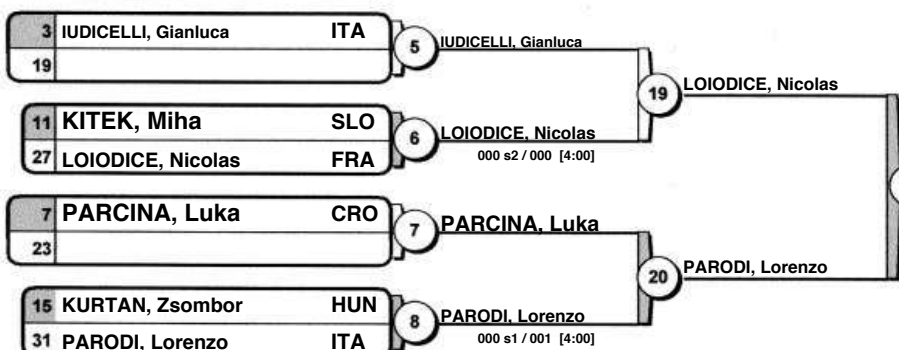 3 IUDICELLI, Gianluca ITA
19
5
IUDICELLI, Gianluca
11 KITEK, Miha SLO
27 LOIODICE, Nicolas FRA
6
LOIODICE, Nicolas
000 s2 / 000 [4:00]
19
LOIODICE, Nicolas
7 PARCINA, Luka CRO
23
7
PARCINA, Luka
15 KURTAN, Zsombor HUN
31 PARODI, Lorenzo ITA
8
PARODI, Lorenzo
000 s1 / 001 [4:00]
20
PARODI, Lorenzo